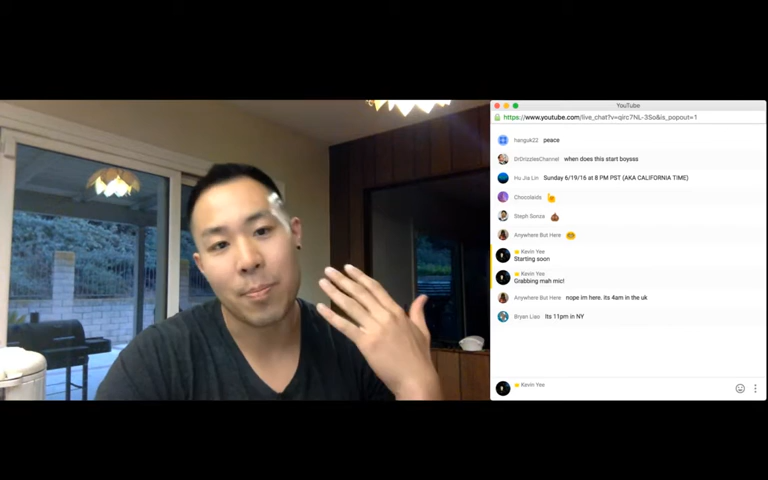 YouTube
https://www.youtube.com/live_chat?v=qirc7NL-3So&is_popout=1
hanguk22 peace
DrDrizzlesChannel when does this start boysss
Hu Jia Lin Sunday 6/19/16 at 8 PM PST (AKA CALIFORNIA TIME)
Chocolaids
Steph Sonza
Anywhere But Here
Kevin Yee
Starting soon
Kevin Yee
Grabbing mah mic!
Anywhere But Here nope im here. its 4am in the uk
Bryan Liao Its 11pm in NY
Kevin Yee